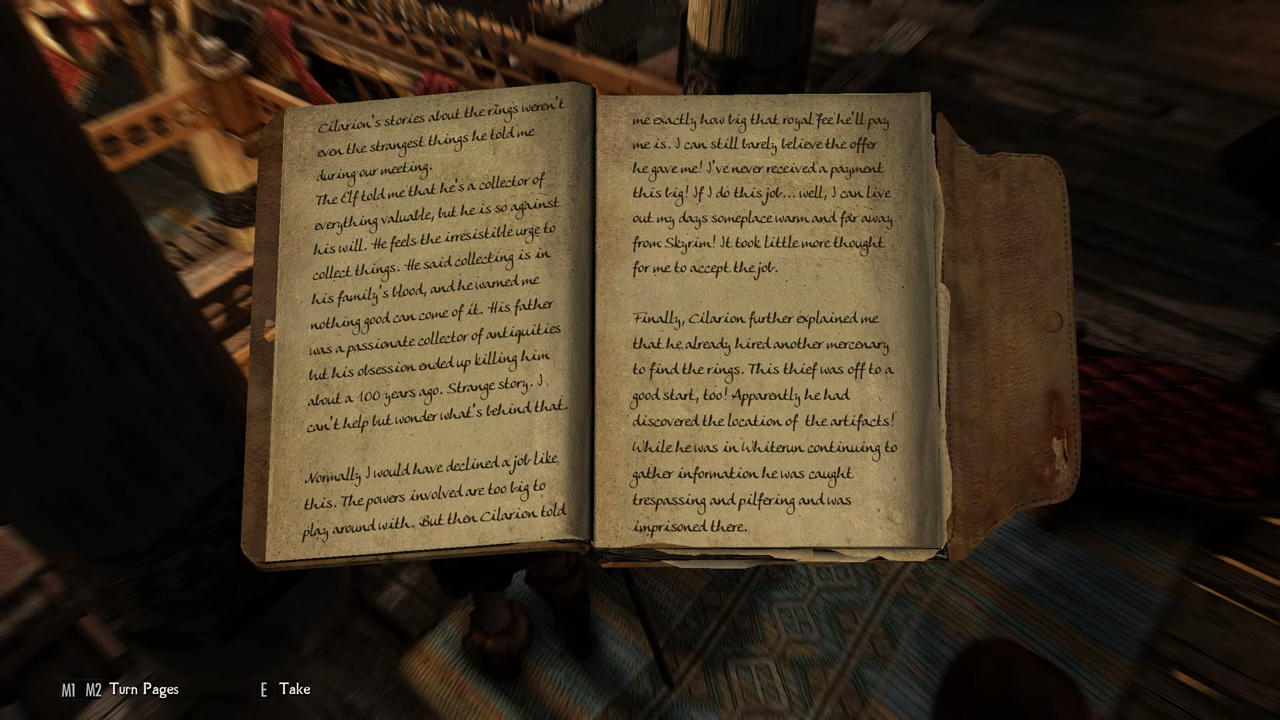 Cilarion's stories about the rings weren't
even the strangest things he told me
during our meeting.
The Elf told me that he's a collector of
everything valuable, but he is so against
his will. He feels the irresistible urge to
collect things. He said collecting is in
his family's blood, and he warned me
nothing good can come of it. His father
was a passionate collector of antiquities
but his obsession ended up killing him
about a 100 years ago. Strange story. I
can't help but wonder what's behind that.
Normally I would have declined a job like
this. The powers involved are too big to
play around with. But then Cilarion told
me exactly how big that royal fee he'll pay
me is. I can still barely believe the offer
he gave me! I've never received a payment
this big! If I do this job... well, I can live
out my days someplace warm and far away
from Skyrim! It took little more thought
for me to accept the job.
Finally, Cilarion further explained me
that he already hired another mercenary
to find the rings. This thief was off to a
good start, too! Apparently he had
discovered the location of the artifacts!
While he was in Whiterun continuing to
gather information he was caught
trespassing and pilfering and was
imprisoned there.
M1 M2 Turn Pages E Take